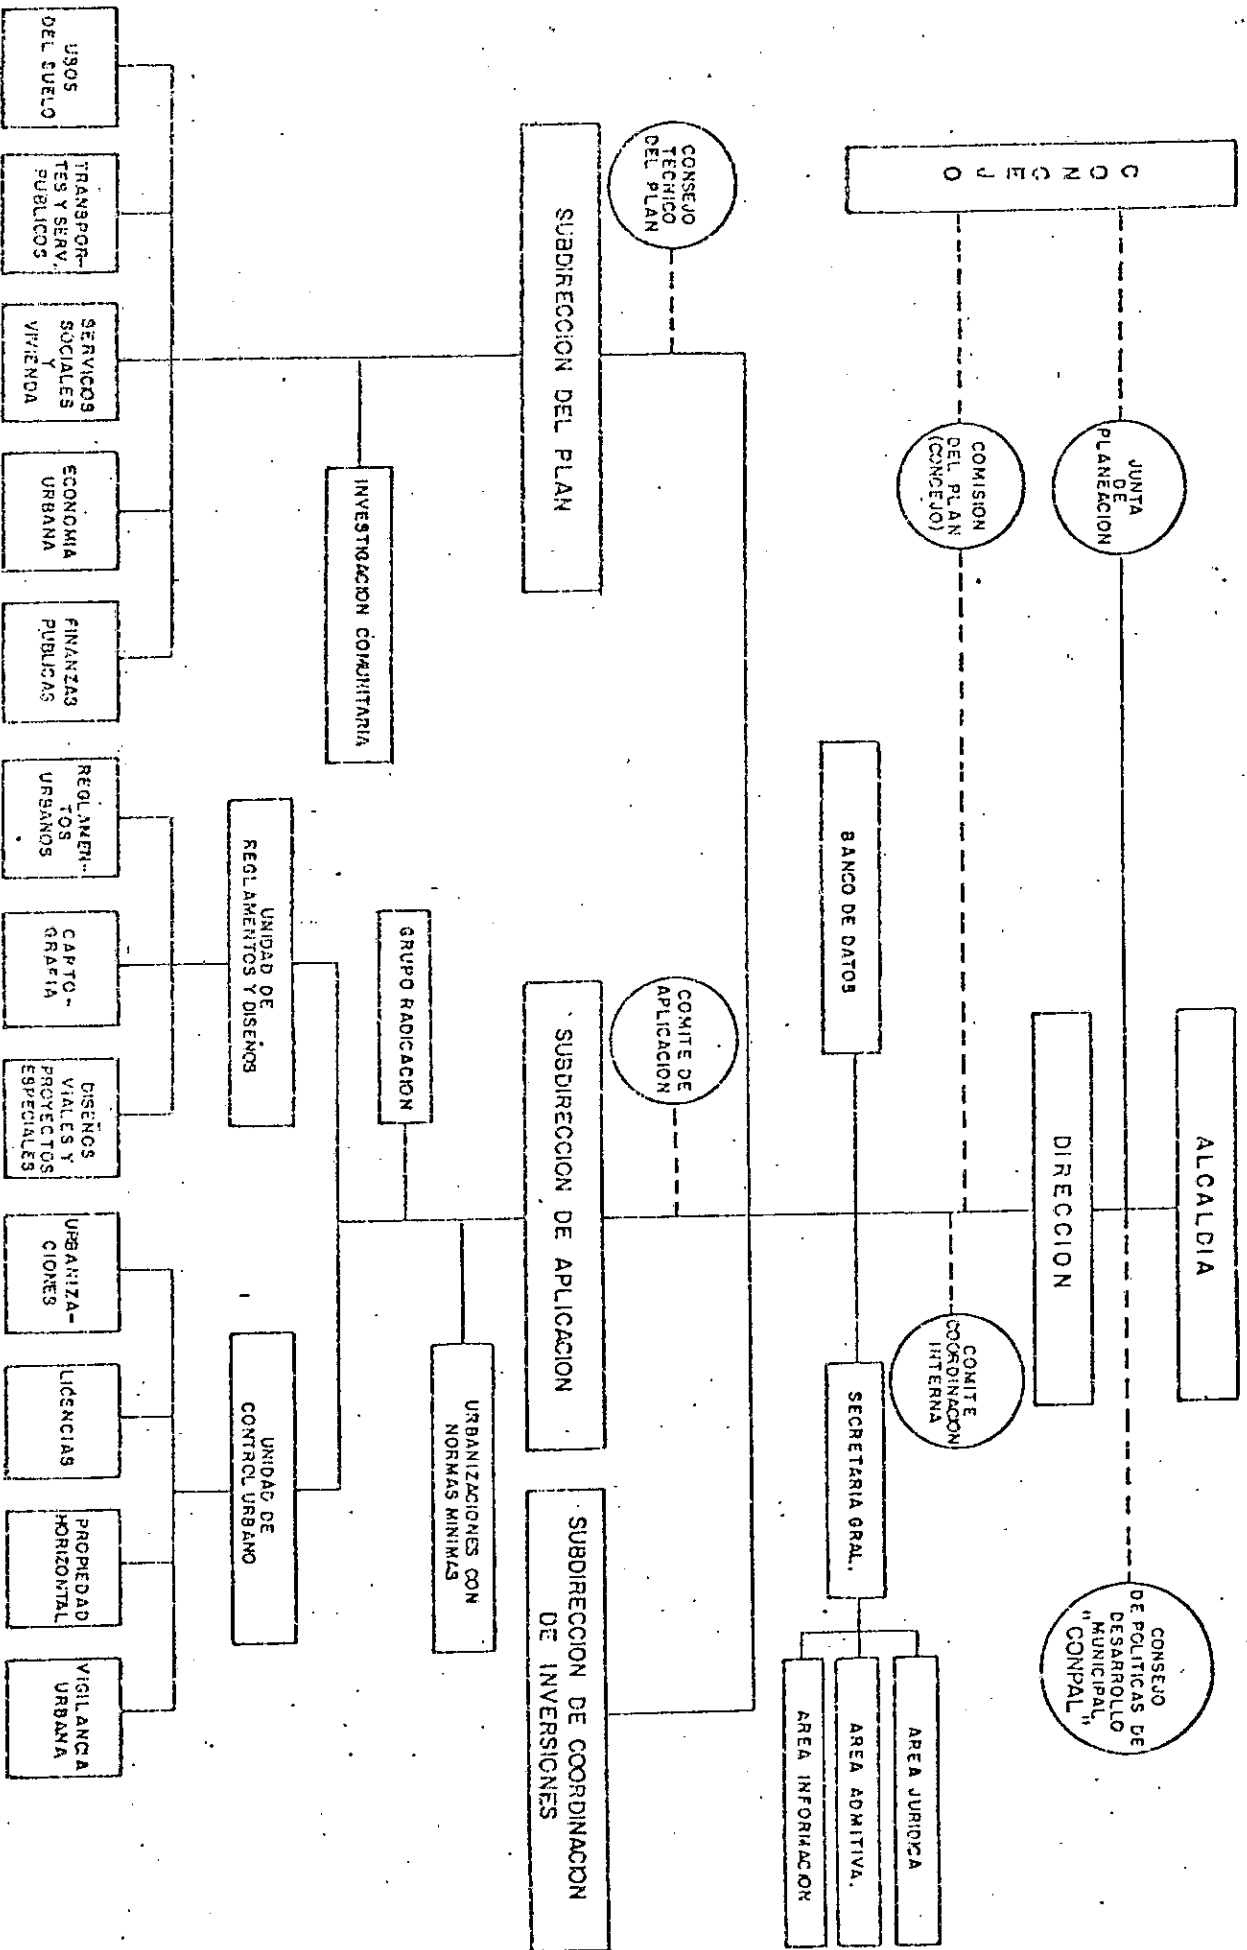 ALCALDIA
CONCEJO
JUNTA
DE
PLANEACION
CONSEJO
DE POLITICAS DE
DESARROLLO
MUNICIPAL
"CONPAL"
DIRECCION
COMISION
DEL PLAN
(CONCEJO)
COMITE
COORDINACION
INTERNA
BANCO DE DATOS
SECRETARIA GRAL.
AREA JURIDICA
AREA ADMITIVA.
AREA INFORMACION
CONSEJO
TECNICO
DEL PLAN
COMITE DE
APLICACION
SUBDIRECCION DEL PLAN
SUBDIRECCION DE APLICACION
SUBDIRECCION DE COORDINACION
DE INVERSIONES
INVESTIGACION COMUNITARIA
GRUPO RADICACION
URBANIZACIONES CON
NORMAS MINIMAS
UNIDAD DE
REGLAMENTOS Y DISEÑOS
UNIDAD DE
CONTROL URBANO
USOS
DEL SUELO
TRANSPOR-
TES Y SERV.
PUBLICOS
SERVICOS
SOCIALES
Y
VIVIENDA
ECONOMIA
URBANA
FINANZAS
PUBLICAS
REGLAMEN-
TOS
URBANOS
CARTO-
GRAFIA
DISEÑOS
VIALES Y
PROYECTOS
ESPECIALES
URBANIZA-
CIONES
LICENCIAS
PROPIEDAD
HORIZONTAL
VIGILANCIA
URBANA